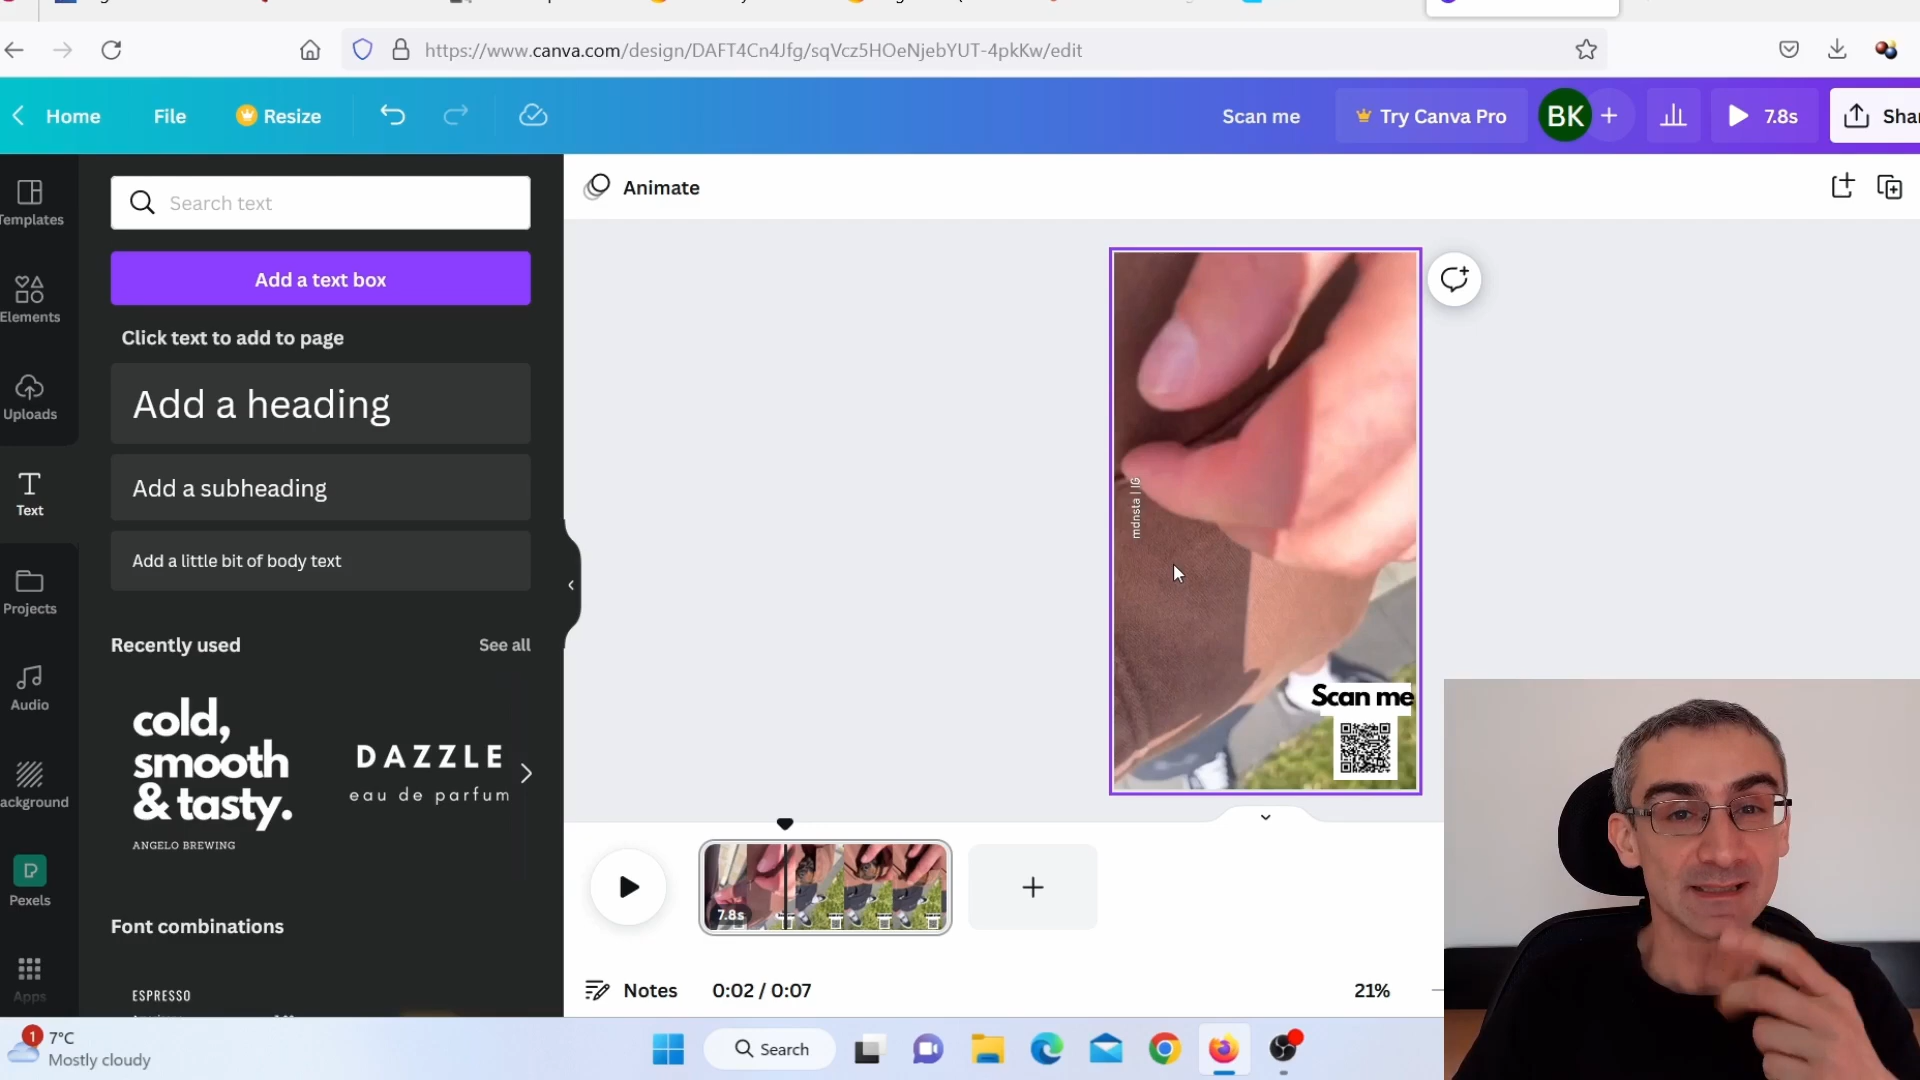 https://www.canva.com/design/DAFT4Cn4Jfg/sqVcz5HOeNjebYUT-4pkKw/edit
Home
File
Resize
Scan me
Try Canva Pro
BK
7.8s
Templates
Search text
Animate
Add a text box
Elements
Click text to add to page
Add a heading
Uploads
Add a subheading
Text
mdnsta | IG
Add a little bit of body text
Projects
Recently used
See all
Audio
Scan me
cold,
smooth
& tasty.
ANGELO BREWING
DAZZLE
eau de parfum
ackground
Pexels
7.8s
Font combinations
Apps
ESPRESSO
Notes
0:02 / 0:07
21%
1
7°C
Mostly cloudy
Search